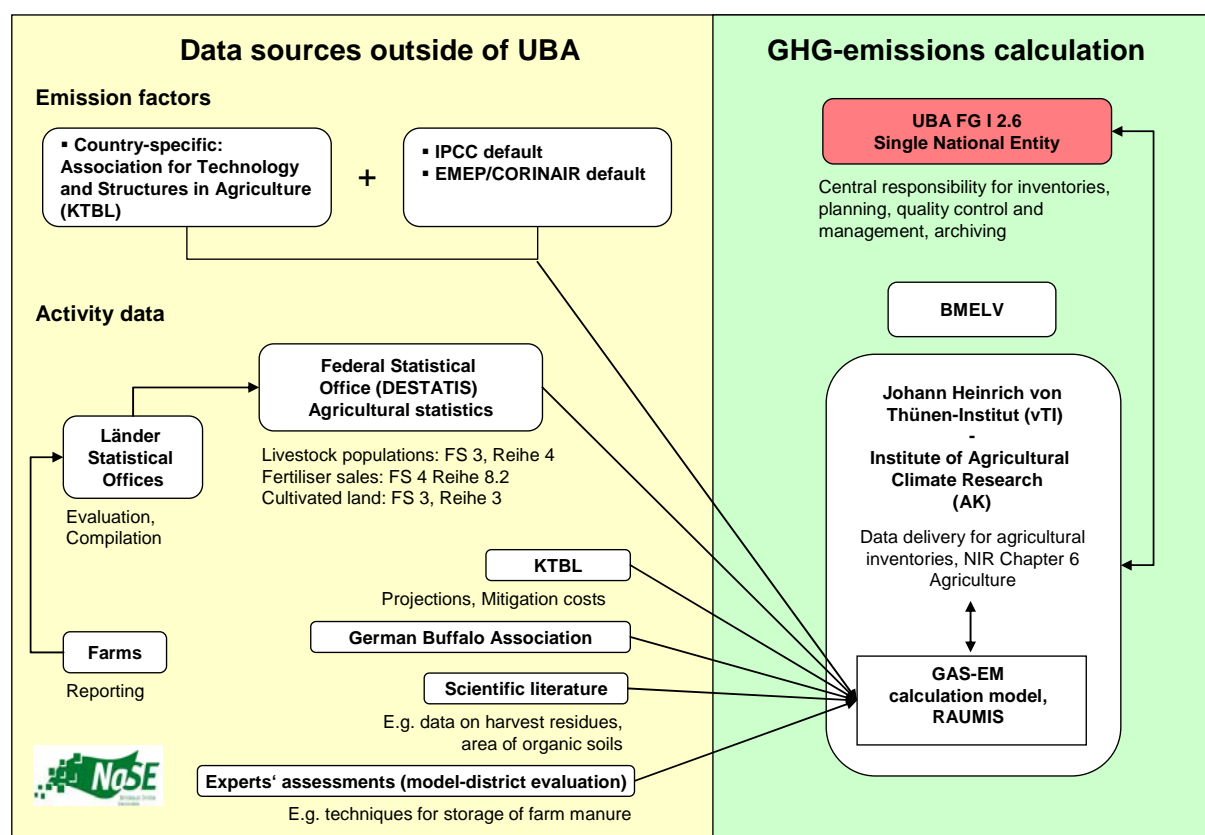 Data sources outside of UBA
Emission factors
▪ Country-specific:
Association for Technology
and Structures in Agriculture
(KTBL)
+
▪ IPCC default
▪ EMEP/CORINAIR default
Activity data
Federal Statistical
Office (DESTATIS)
Agricultural statistics
Livestock populations: FS 3, Reihe 4
Fertiliser sales: FS 4 Reihe 8.2
Cultivated land: FS 3, Reihe 3
Länder
Statistical
Offices
Evaluation,
Compilation
KTBL
Projections, Mitigation costs
German Buffalo Association
Farms
Reporting
Scientific literature
E.g. data on harvest residues,
area of organic soils
Experts‘ assessments (model-district evaluation)
E.g. techniques for storage of farm manure
NaSE
GHG-emissions calculation
UBA FG I 2.6
Single National Entity
Central responsibility for inventories,
planning, quality control and
management, archiving
BMELV
Johann Heinrich von
Thünen-Institut (vTI)
-
Institute of Agricultural
Climate Research
(AK)
Data delivery for agricultural
inventories, NIR Chapter 6
Agriculture
GAS-EM
calculation model,
RAUMIS